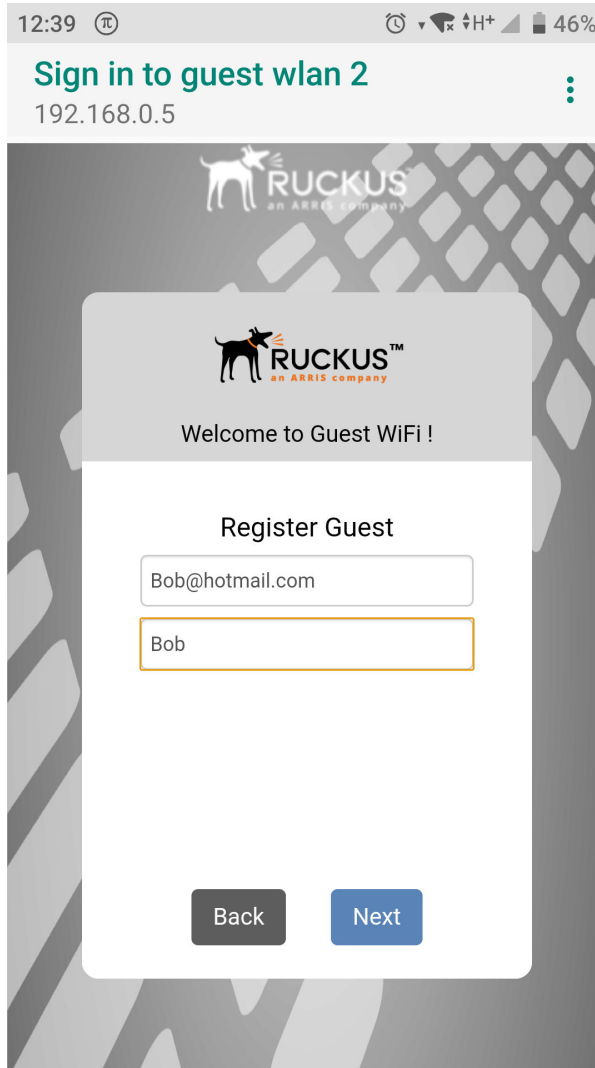 12:39 π H+ 46%
Sign in to guest wlan 2
192.168.0.5
RUCKUS™
an ARRIS company
RUCKUS™
an ARRIS company
Welcome to Guest WiFi !
Register Guest
Bob@hotmail.com
Bob
Back Next